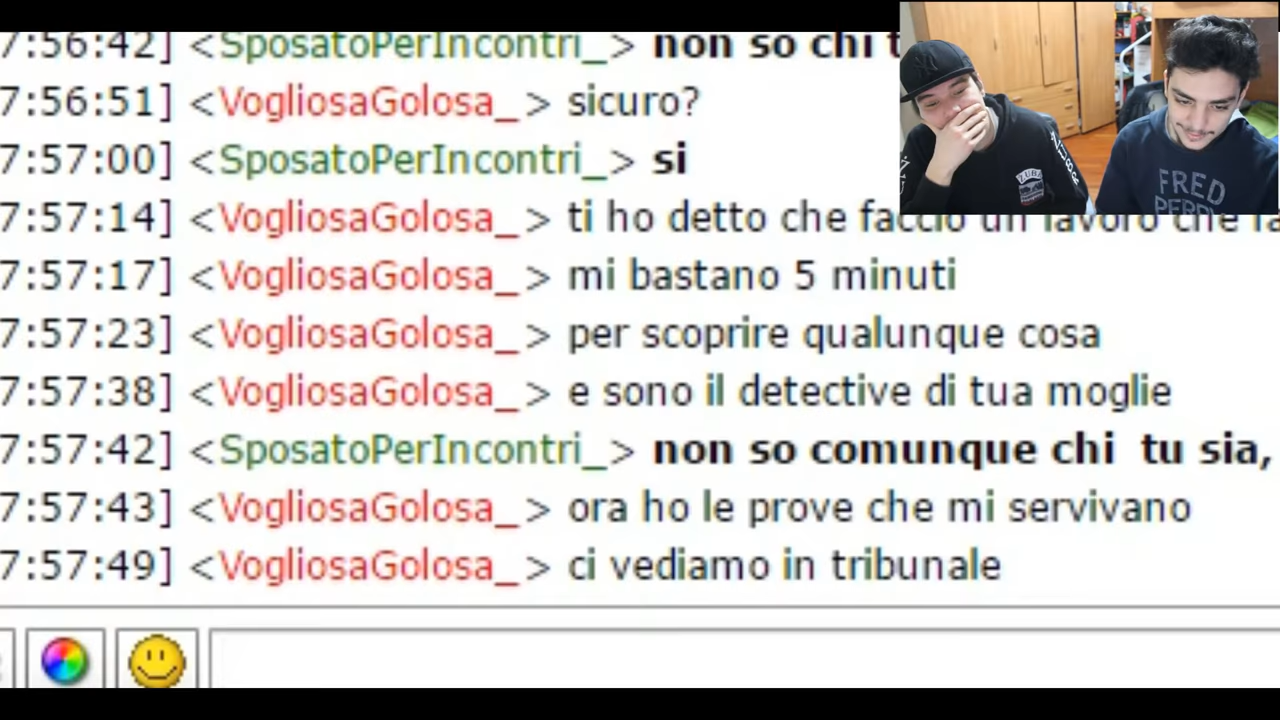 7:56:42] <SposatoPerIncontri_> non so chi t
7:56:51] <VogliosaGolosa_> sicuro?
7:57:00] <SposatoPerIncontri_> si
7:57:14] <VogliosaGolosa_> ti ho detto che faccio un lavoro che fa
7:57:17] <VogliosaGolosa_> mi bastano 5 minuti
7:57:23] <VogliosaGolosa_> per scoprire qualunque cosa
7:57:38] <VogliosaGolosa_> e sono il detective di tua moglie
7:57:42] <SposatoPerIncontri_> non so comunque chi tu sia,
7:57:43] <VogliosaGolosa_> ora ho le prove che mi servivano
7:57:49] <VogliosaGolosa_> ci vediamo in tribunale
FRED
PERRY